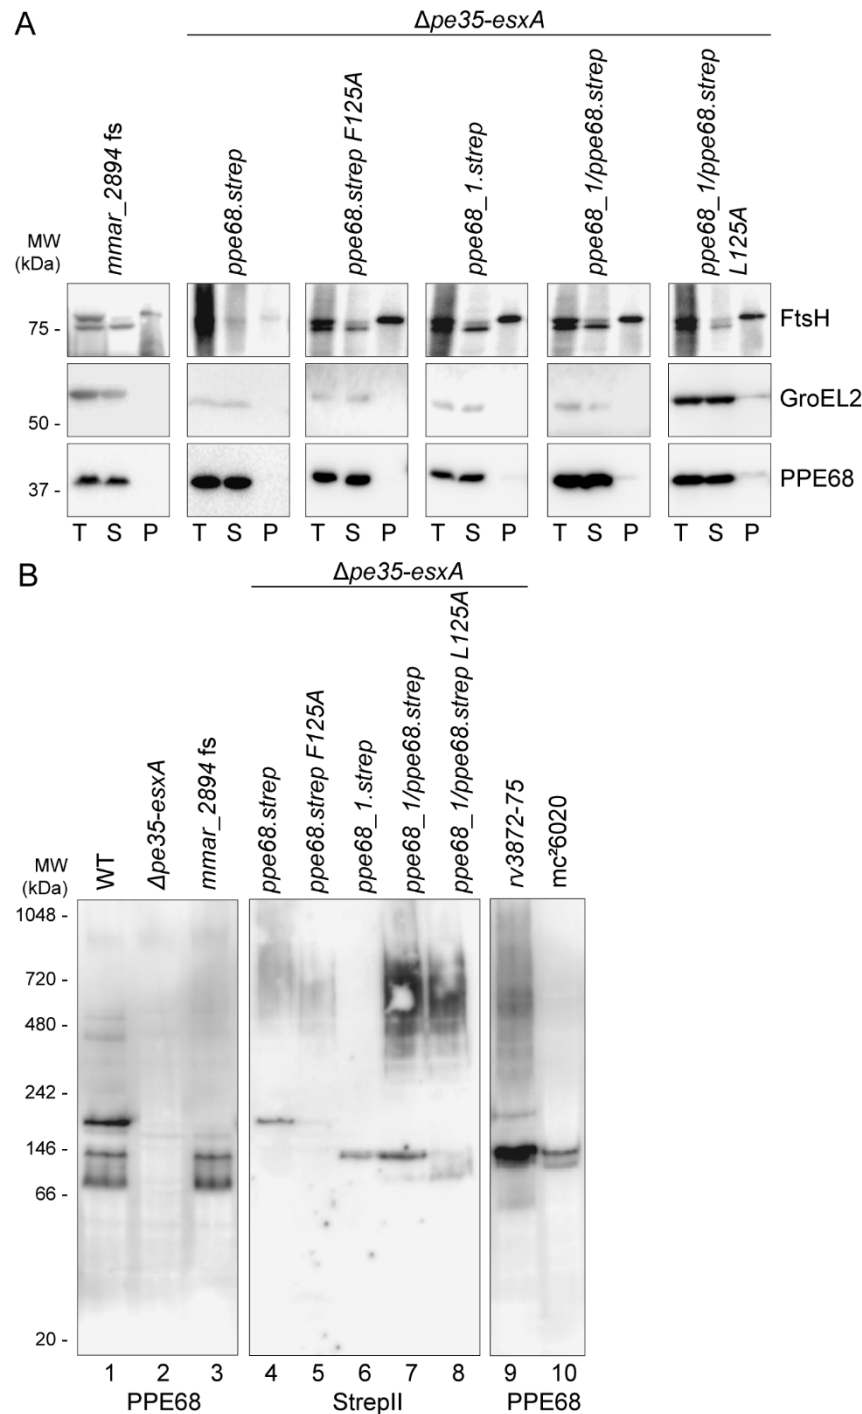 A
Δpe35-esxA
mmar_2894 fs
ppe68.strep
ppe68.strep F125A
ppe68_1.strep
ppe68_1/ppe68.strep
ppe68_1/ppe68.strep
L125A
MW
(kDa)
75 -
FtsH
50 -
GroEL2
37 -
PPE68
T S P T S P T S P T S P T S P T S P
B
Δpe35-esxA
WT
Δpe35-esxA
mmar_2894 fs
ppe68.strep
ppe68.strep F125A
ppe68_1.strep
ppe68_1/ppe68.strep
ppe68_1/ppe68.strep L125A
rv3872-75
mc²6020
MW
(kDa)
1048 -
720 -
480 -
242 -
146 -
66 -
20 -
1 2 3 4 5 6 7 8 9 10
PPE68 StrepII PPE68